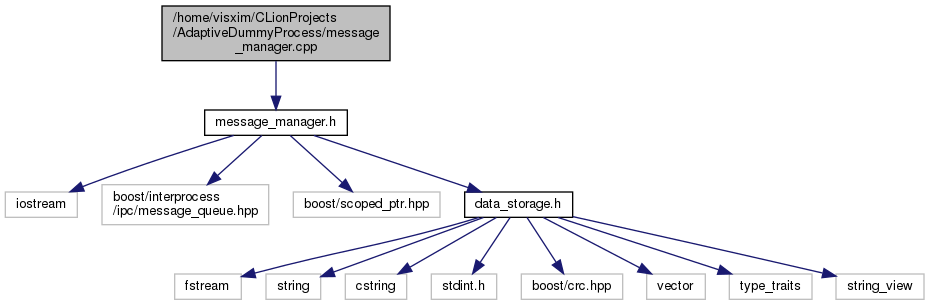 /home/visxim/CLionProjects
/AdaptiveDummyProcess/message
_manager.cpp
message_manager.h
iostream
boost/interprocess
/ipc/message_queue.hpp
boost/scoped_ptr.hpp
data_storage.h
fstream
string
cstring
stdint.h
boost/crc.hpp
vector
type_traits
string_view